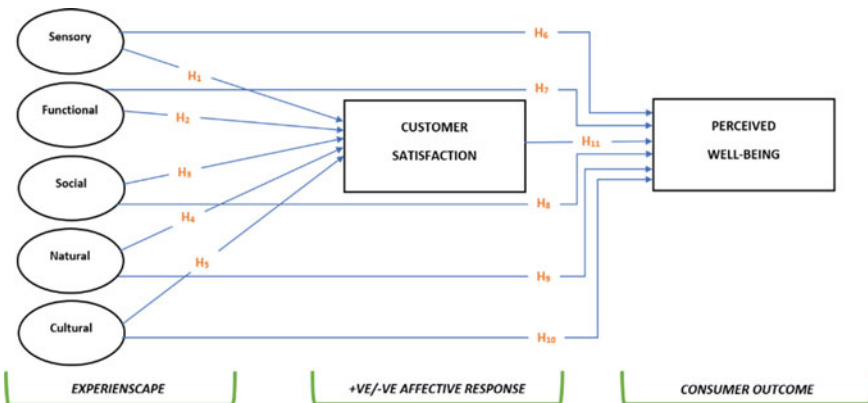 Sensory
H₆
H₁
Functional
H₇
H₂
CUSTOMER
SATISFACTION
PERCEIVED
WELL-BEING
H₁₁
Social
H₃
H₈
H₄
Natural
H₅
H₉
Cultural
H₁₀
EXPERIENSCAPE
+VE/-VE AFFECTIVE RESPONSE
CONSUMER OUTCOME